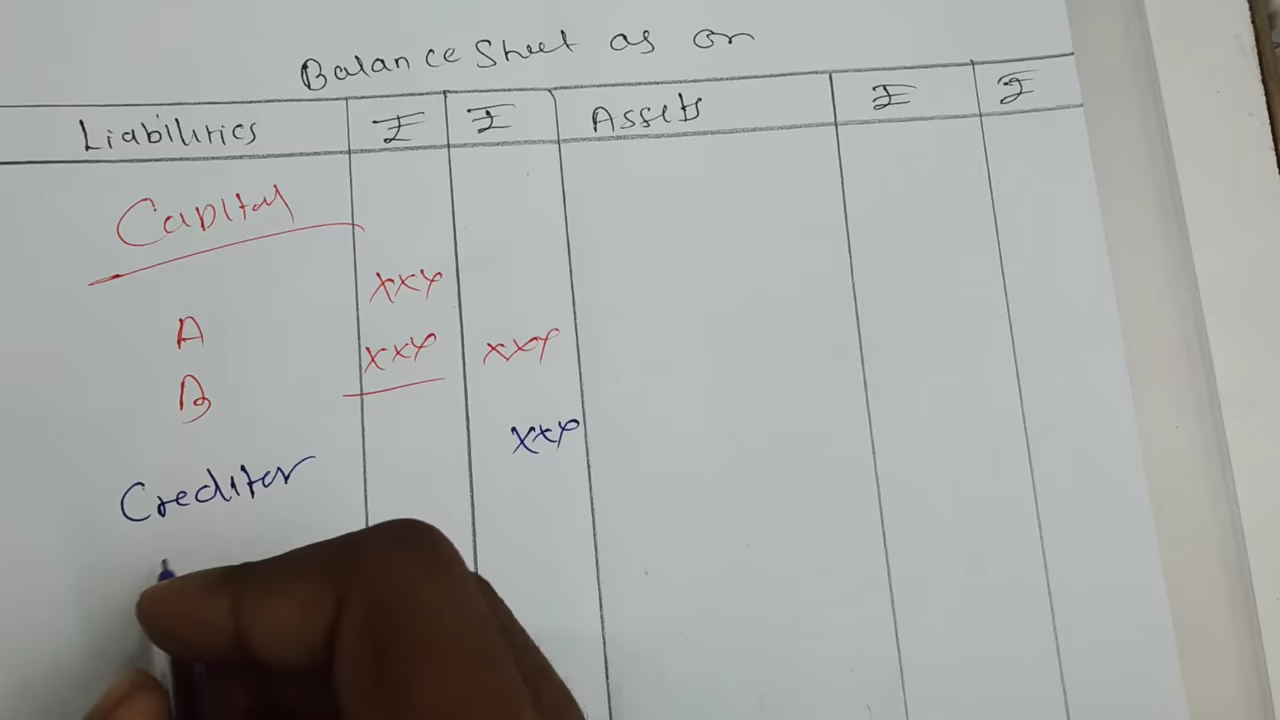 Balance Sheet as on
Liabilities ₹ ₹ Assets ₹ ₹
Capital
A xxx
B xxx xxx
Creditor xxx